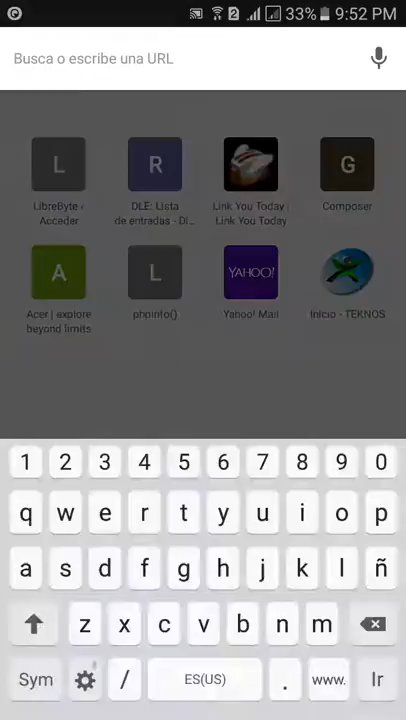 2 33% 9:52 PM
Busca o escribe una URL
L R G
LibreByte ‹
Acceder
DLE: Lista
de entradas - DI...
Link You Today |
Link You Today
Composer
A L YAHOO!
Acer | explore
beyond limits
phpinfo()
Yahoo! Mail
Inicio - TEKNOS
1 2 3 4 5 6 7 8 9 0
q w e r t y u i o p
a s d f g h j k l ñ
z x c v b n m
Sym / ES(US) . www. Ir